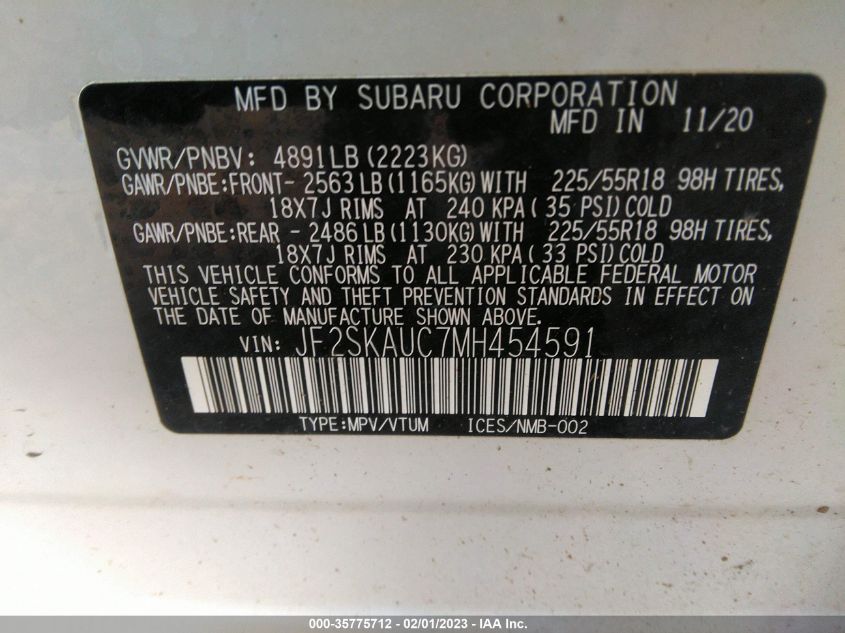 MFD BY SUBARU CORPORATION
MFD IN 11/20
GVWR/PNBV: 4891LB (2223KG)
GAWR/PNBE:FRONT- 2563LB (1165KG)WITH 225/55R18 98H TIRES,
18X7J RIMS AT 240 KPA( 35 PSI)COLD
GAWR/PNBE:REAR - 2486LB (1130KG)WITH 225/55R18 98H TIRES,
18X7J RIMS AT 230 KPA( 33 PSI)COLD
THIS VEHICLE CONFORMS TO ALL APPLICABLE FEDERAL MOTOR
VEHICLE SAFETY AND THEFT PREVENTION STANDARDS IN EFFECT ON
THE DATE OF MANUFACTURE SHOWN ABOVE.
VIN: JF2SKAUC7MH454591
TYPE:MPV/VTUM ICES/NMB-002
000-35775712 - 02/01/2023 - IAA Inc.